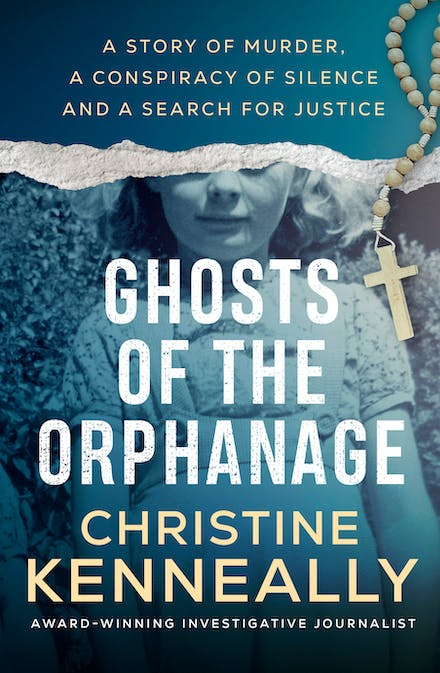 A STORY OF MURDER,
A CONSPIRACY OF SILENCE
AND A SEARCH FOR JUSTICE
GHOSTS
OF THE
ORPHANAGE
CHRISTINE
KENNEALLY
AWARD-WINNING INVESTIGATIVE JOURNALIST